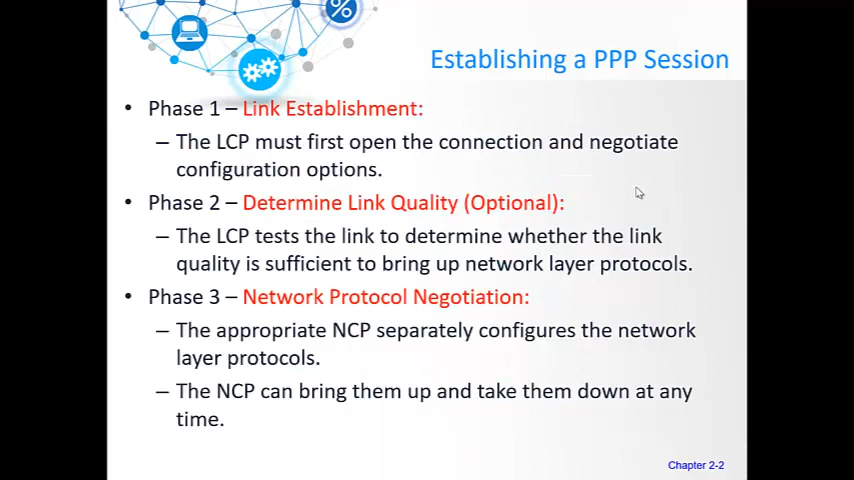 Establishing a PPP Session
• Phase 1 – Link Establishment:
– The LCP must first open the connection and negotiate
configuration options.
• Phase 2 – Determine Link Quality (Optional):
– The LCP tests the link to determine whether the link
quality is sufficient to bring up network layer protocols.
• Phase 3 – Network Protocol Negotiation:
– The appropriate NCP separately configures the network
layer protocols.
– The NCP can bring them up and take them down at any
time.
Chapter 2-2